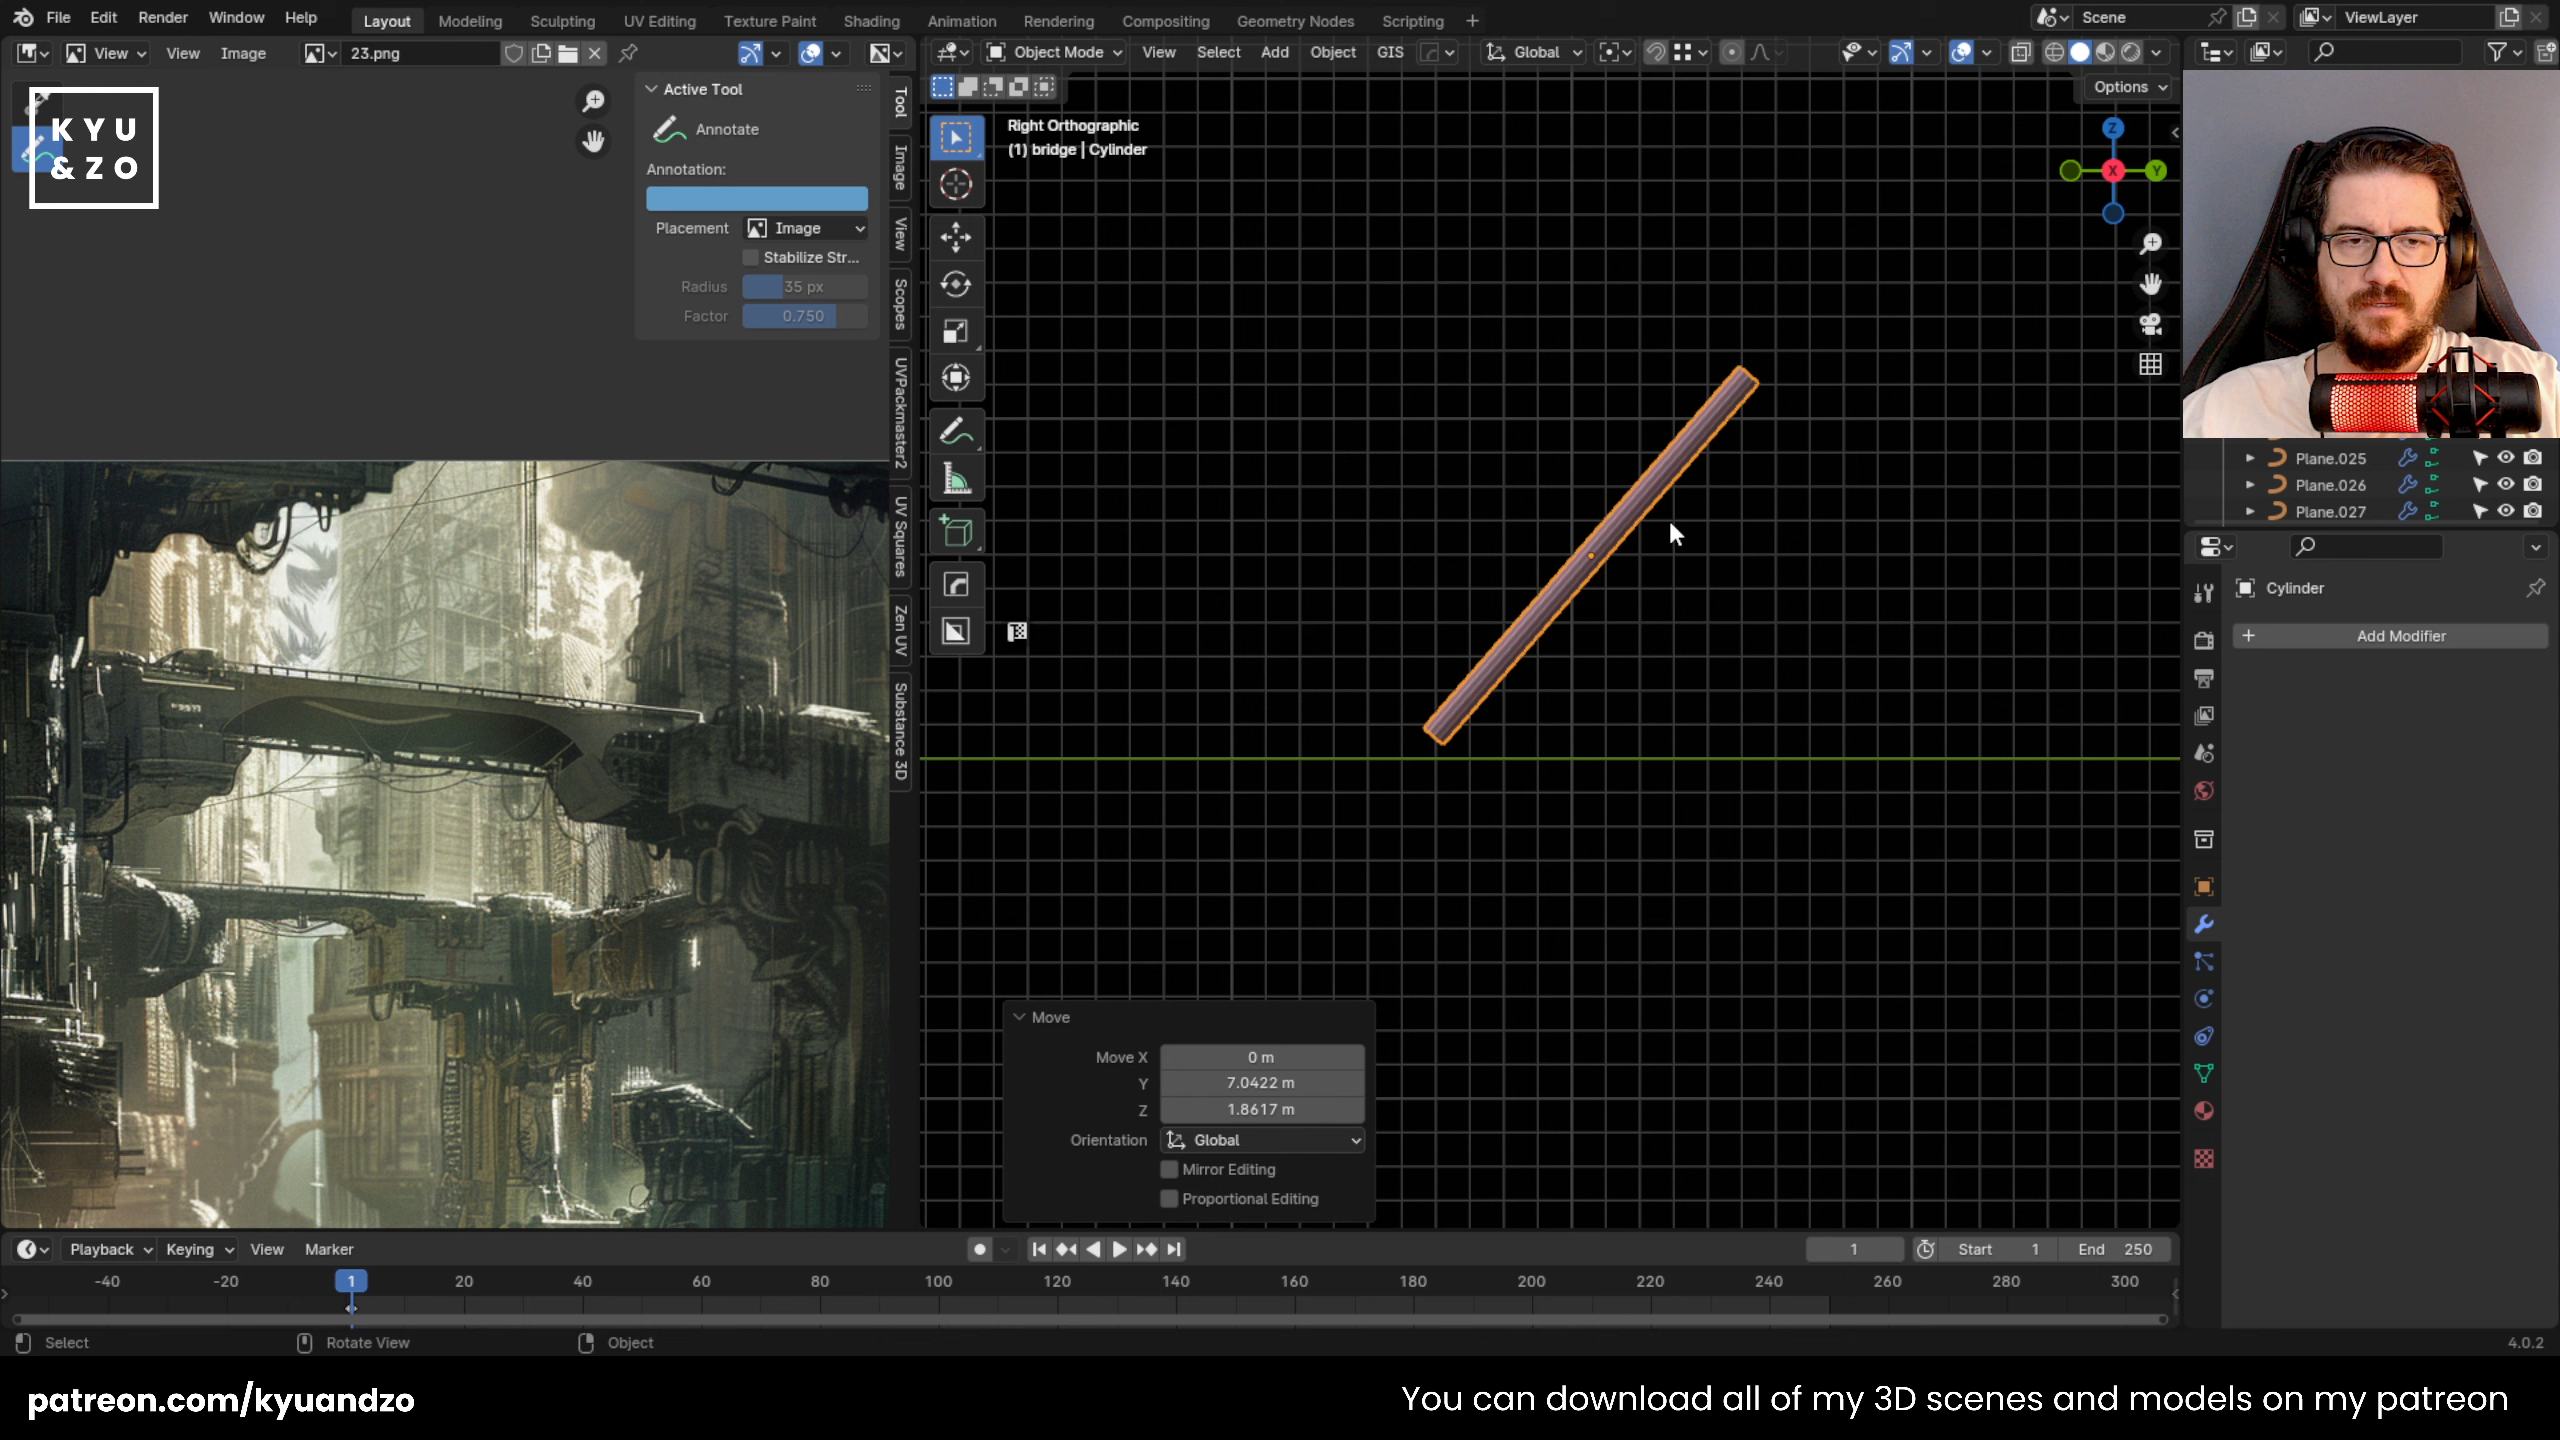 File Edit Render Window Help Layout Modeling Sculpting UV Editing Texture Paint Shading Animation Rendering Compositing Geometry Nodes Scripting + Scene ViewLayer
View View Image 23.png Object Mode View Select Add Object GIS Global
Options
KYU
&ZO
Active Tool
Annotate
Annotation:
Placement Image
Stabilize Str...
Radius 35 px
Factor 0.750
Tool
Image
View
Scopes
UVPackmaster2
UV Squares
Zen UV
Substance 3D
Right Orthographic
(1) bridge | Cylinder
Z
X
Y
Plane.025
Plane.026
Plane.027
Cylinder
Add Modifier
Move
Move X 0 m
Y 7.0422 m
Z 1.8617 m
Orientation Global
Mirror Editing
Proportional Editing
Playback Keying View Marker 1 Start 1 End 250
-40 -20 1 20 40 60 80 100 120 140 160 180 200 220 240 260 280 300
Select Rotate View Object 4.0.2
patreon.com/kyuandzo
You can download all of my 3D scenes and models on my patreon